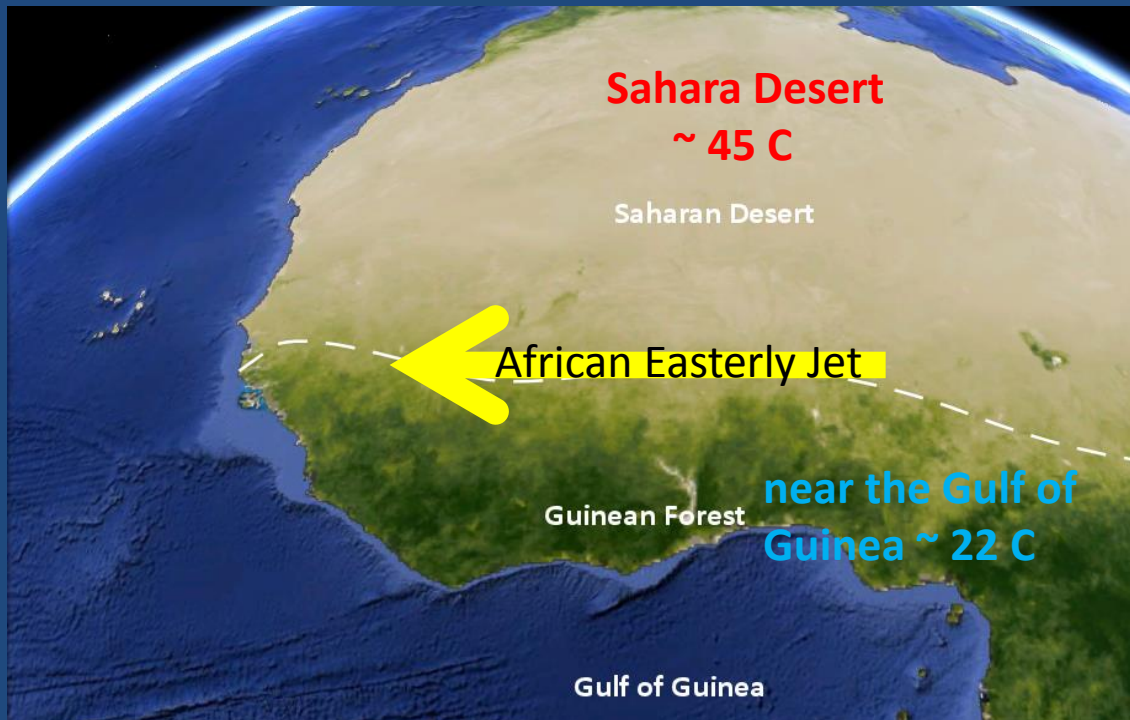 Sahara Desert
~ 45 C
Saharan Desert
African Easterly Jet
near the Gulf of
Guinea ~ 22 C
Guinean Forest
Gulf of Guinea